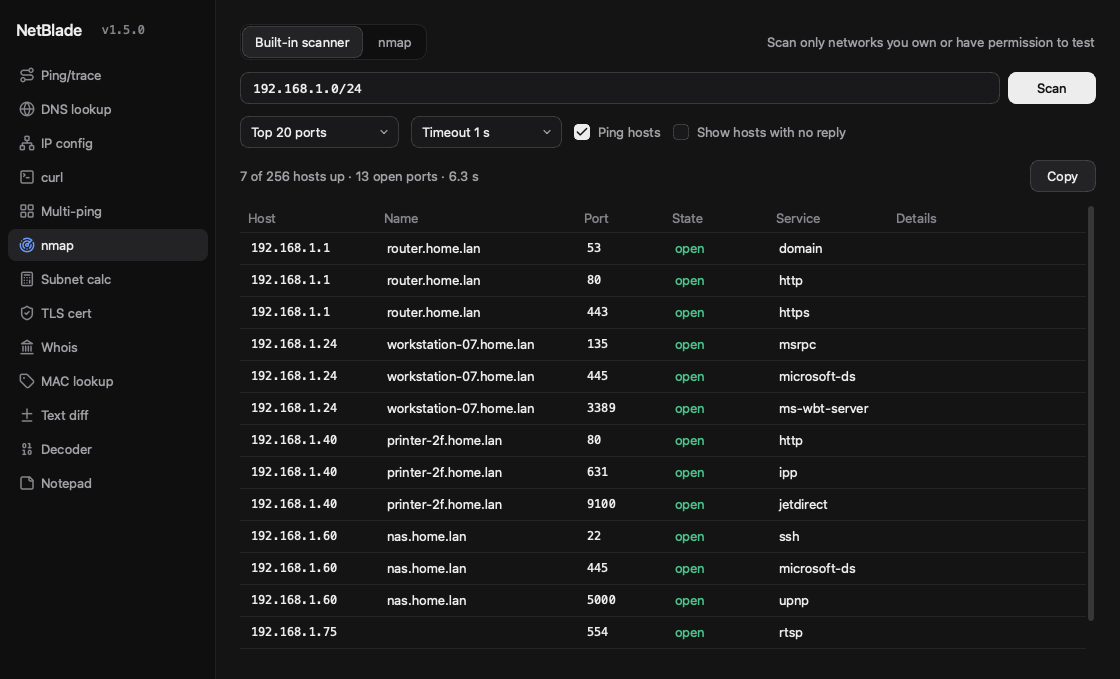 NetBlade v1.5.0
Ping/trace
DNS lookup
IP config
curl
Multi-ping
nmap
Subnet calc
TLS cert
Whois
MAC lookup
Text diff
Decoder
Notepad
Built-in scanner nmap Scan only networks you own or have permission to test
192.168.1.0/24 Scan
Top 20 ports Timeout 1 s Ping hosts Show hosts with no reply
7 of 256 hosts up · 13 open ports · 6.3 s Copy
Host Name Port State Service Details
192.168.1.1 router.home.lan 53 open domain
192.168.1.1 router.home.lan 80 open http
192.168.1.1 router.home.lan 443 open https
192.168.1.24 workstation-07.home.lan 135 open msrpc
192.168.1.24 workstation-07.home.lan 445 open microsoft-ds
192.168.1.24 workstation-07.home.lan 3389 open ms-wbt-server
192.168.1.40 printer-2f.home.lan 80 open http
192.168.1.40 printer-2f.home.lan 631 open ipp
192.168.1.40 printer-2f.home.lan 9100 open jetdirect
192.168.1.60 nas.home.lan 22 open ssh
192.168.1.60 nas.home.lan 445 open microsoft-ds
192.168.1.60 nas.home.lan 5000 open upnp
192.168.1.75 554 open rtsp